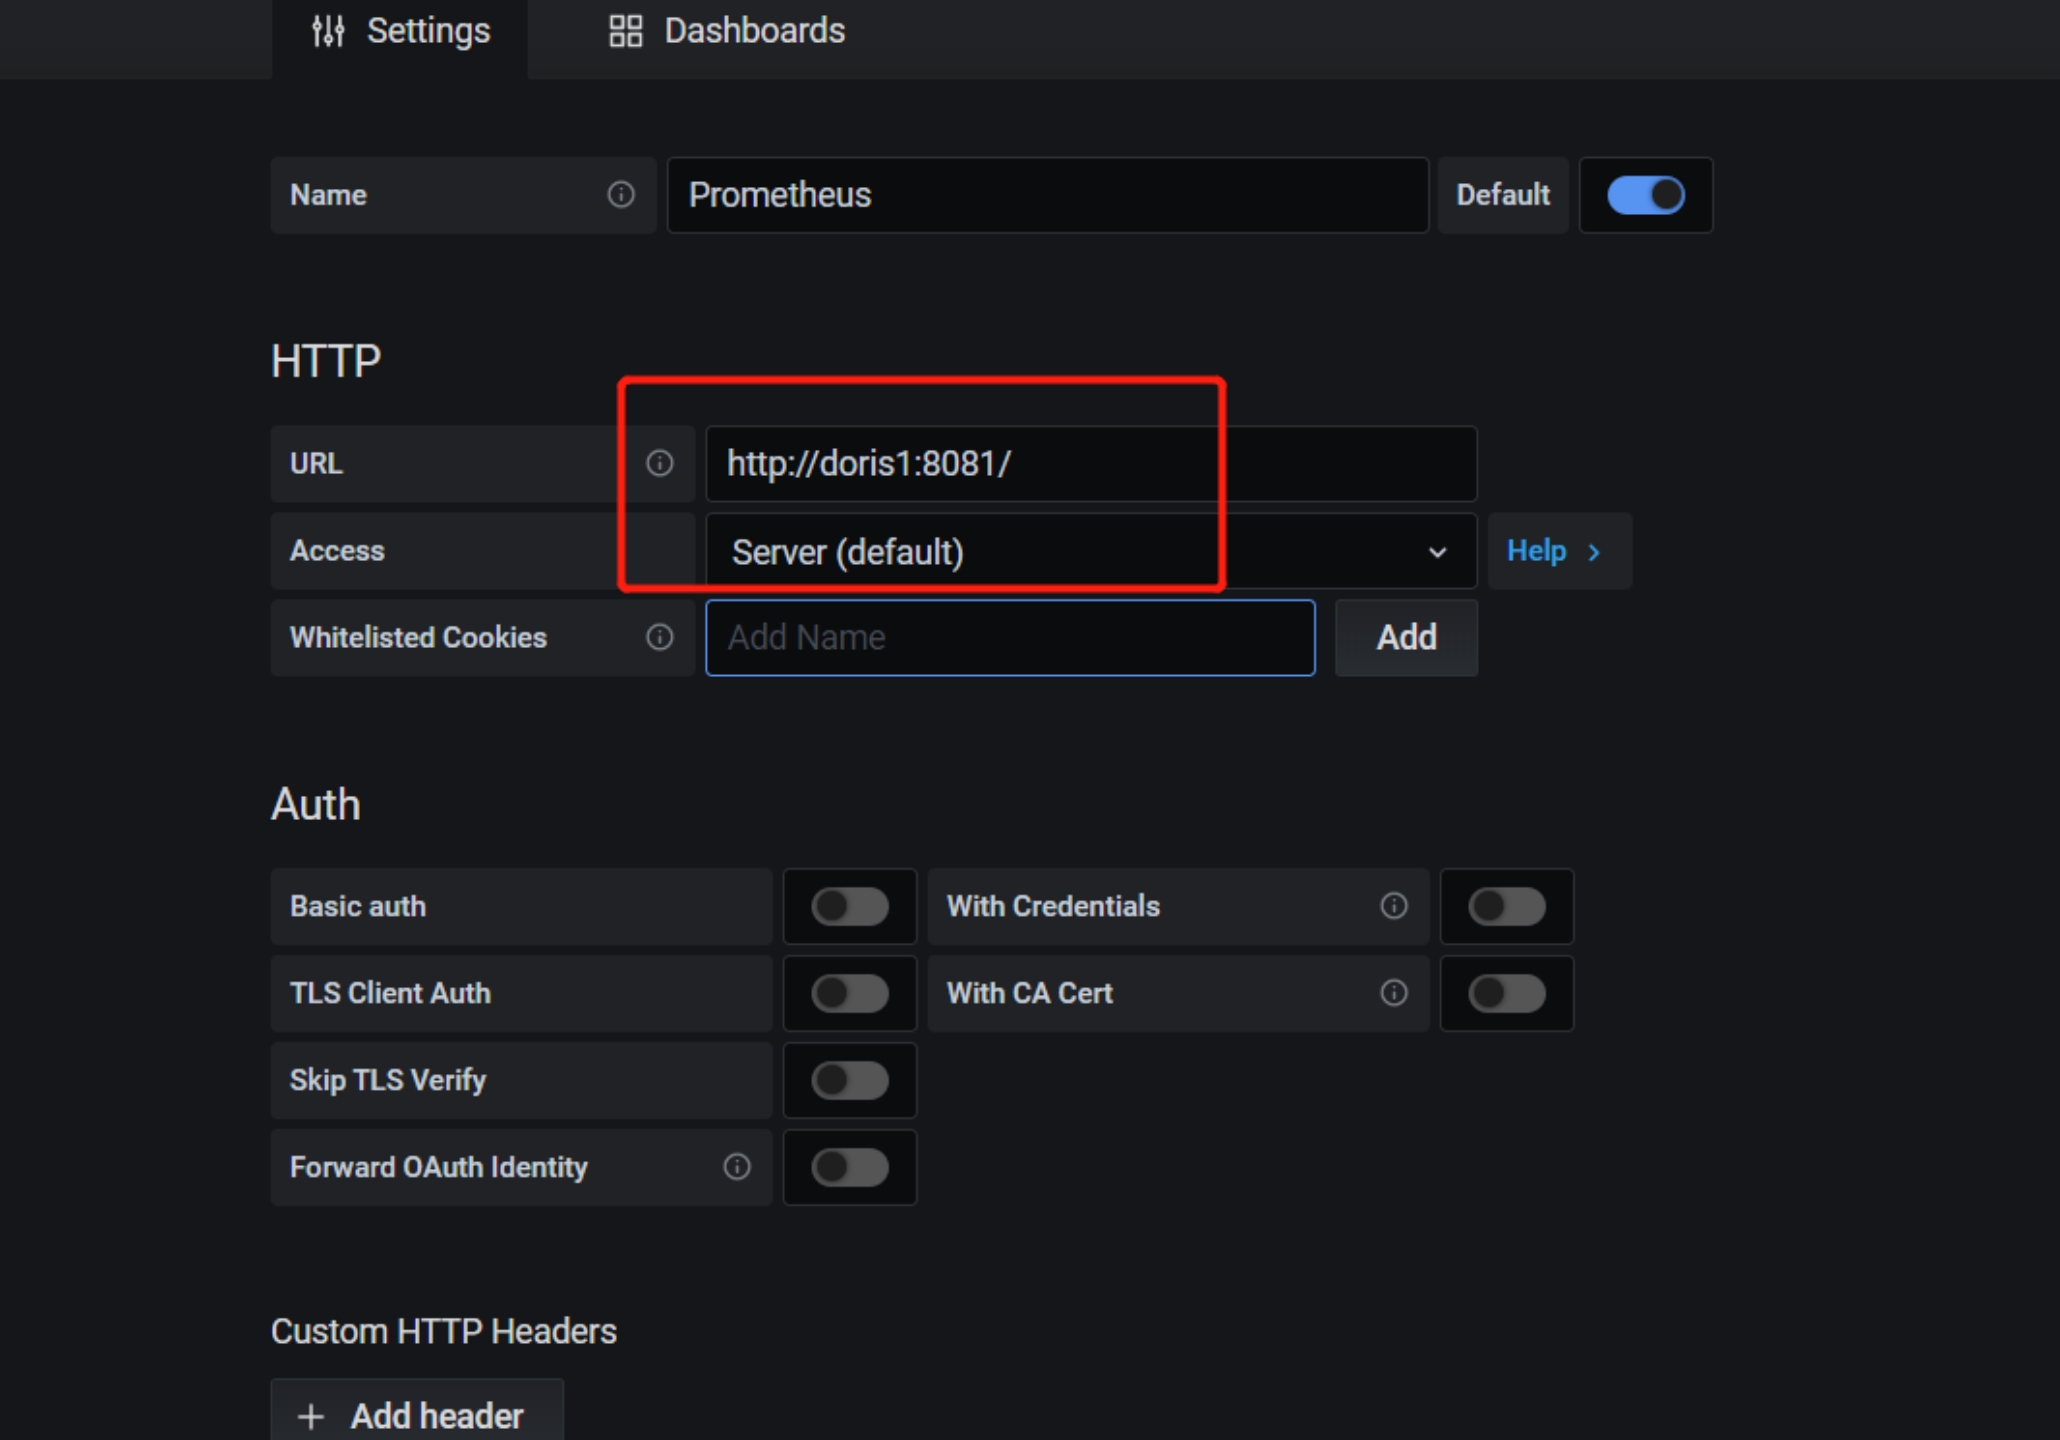 Settings Dashboards
Name Prometheus Default
HTTP
URL http://doris1:8081/
Access Server (default) Help
Whitelisted Cookies Add Name Add
Auth
Basic auth With Credentials
TLS Client Auth With CA Cert
Skip TLS Verify
Forward OAuth Identity
Custom HTTP Headers
+ Add header